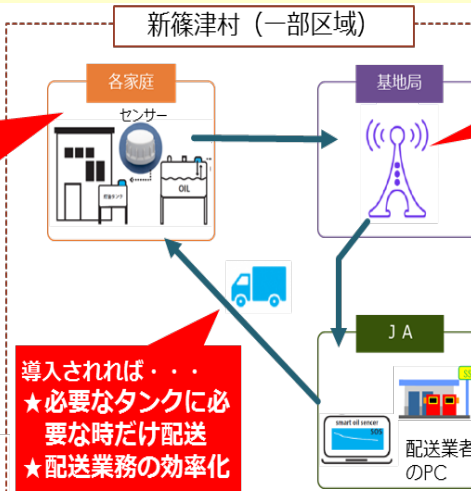 新篠津村（一部区域）
各家庭
センサー
OIL
基地局
JA
smart oil sencer
SOS
配送業者
のPC
導入されれば・・・
★必要なタンクに必
要な時だけ配送
★配送業務の効率化